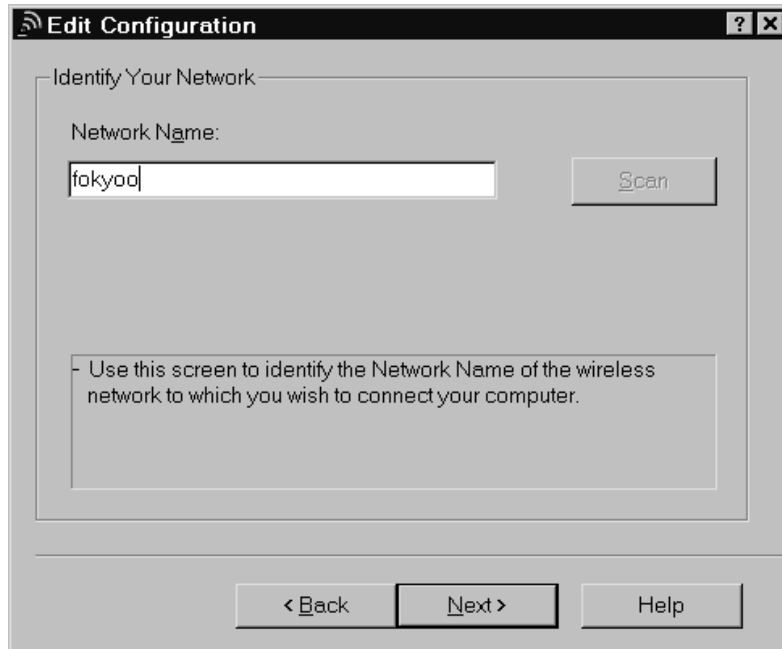 Edit Configuration
Identify Your Network
Network Name:
fokyoo
Scan
- Use this screen to identify the Network Name of the wireless
network to which you wish to connect your computer.
< Back
Next >
Help